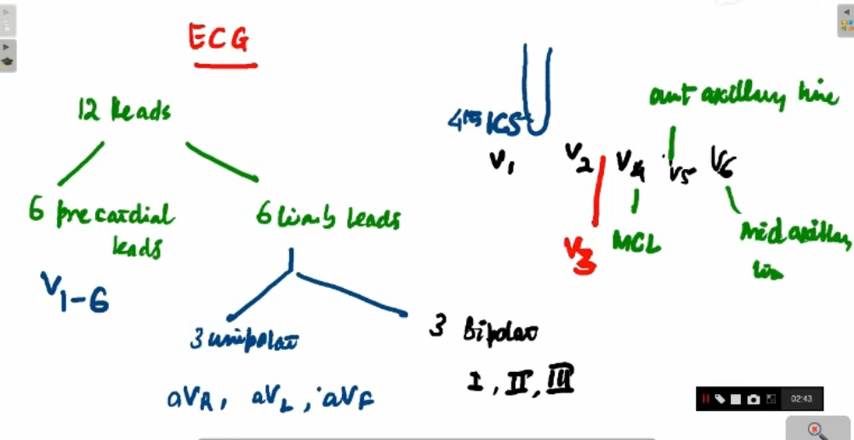 ECG
12 leads
6 precardial
leads
V1-6
6 limb leads
3 unipolar
aVR, aVL, aVF
3 Bipolar
I, II, III
4th ICS
V1
V2
V3
V4
MCL
ant axillary line
V5
V6
Mid axillary
line
02:43